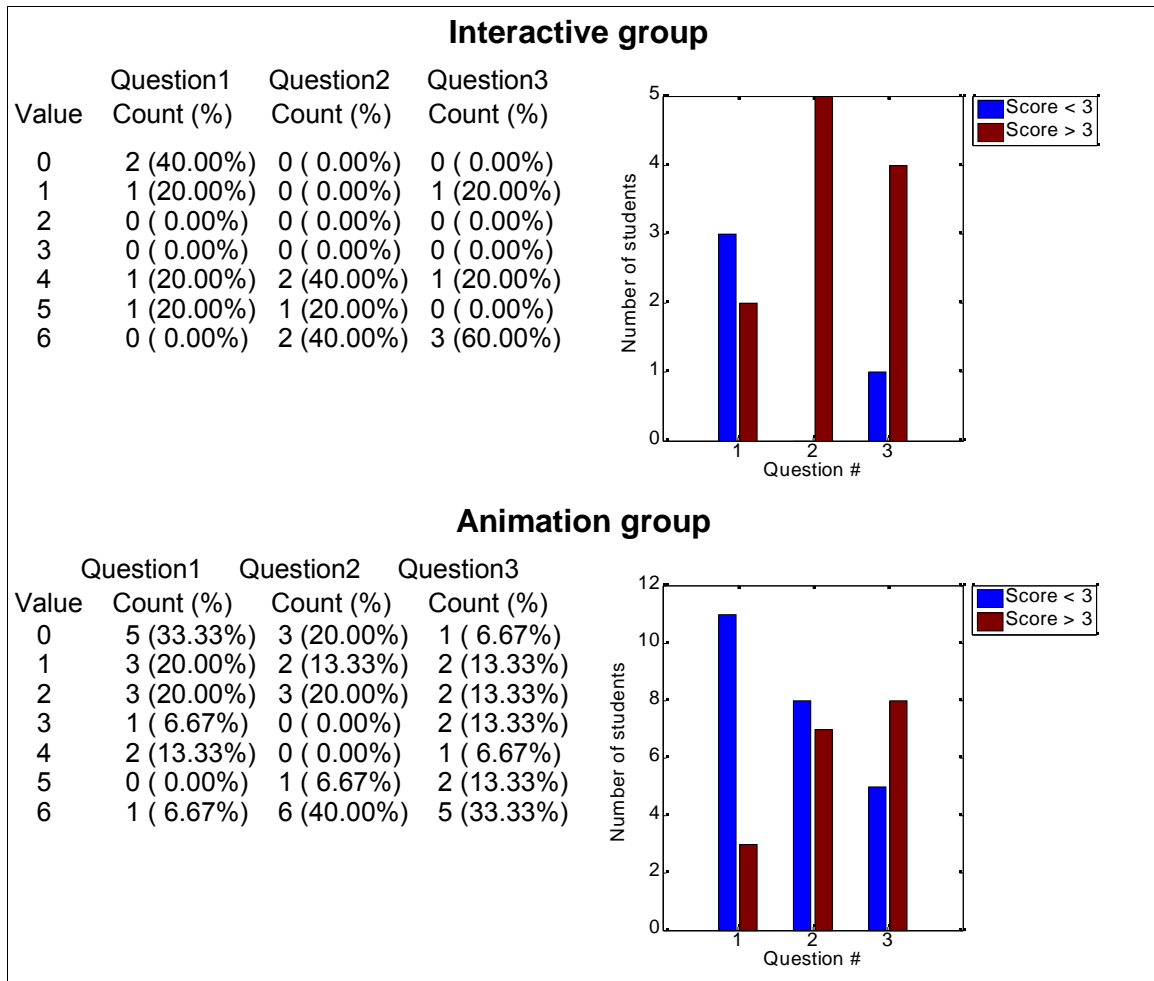 Interactive group
Question1 Question2 Question3
Value Count (%) Count (%) Count (%)
0 2 (40.00%) 0 ( 0.00%) 0 ( 0.00%)
1 1 (20.00%) 0 ( 0.00%) 1 (20.00%)
2 0 ( 0.00%) 0 ( 0.00%) 0 ( 0.00%)
3 0 ( 0.00%) 0 ( 0.00%) 0 ( 0.00%)
4 1 (20.00%) 2 (40.00%) 1 (20.00%)
5 1 (20.00%) 1 (20.00%) 0 ( 0.00%)
6 0 ( 0.00%) 2 (40.00%) 3 (60.00%)
5
4
3
2
1
0
Number of students
1 2 3
Question #
Score < 3
Score > 3
Animation group
Question1 Question2 Question3
Value Count (%) Count (%) Count (%)
0 5 (33.33%) 3 (20.00%) 1 ( 6.67%)
1 3 (20.00%) 2 (13.33%) 2 (13.33%)
2 3 (20.00%) 3 (20.00%) 2 (13.33%)
3 1 ( 6.67%) 0 ( 0.00%) 2 (13.33%)
4 2 (13.33%) 0 ( 0.00%) 1 ( 6.67%)
5 0 ( 0.00%) 1 ( 6.67%) 2 (13.33%)
6 1 ( 6.67%) 6 (40.00%) 5 (33.33%)
12
10
8
6
4
2
0
Number of students
1 2 3
Question #
Score < 3
Score > 3